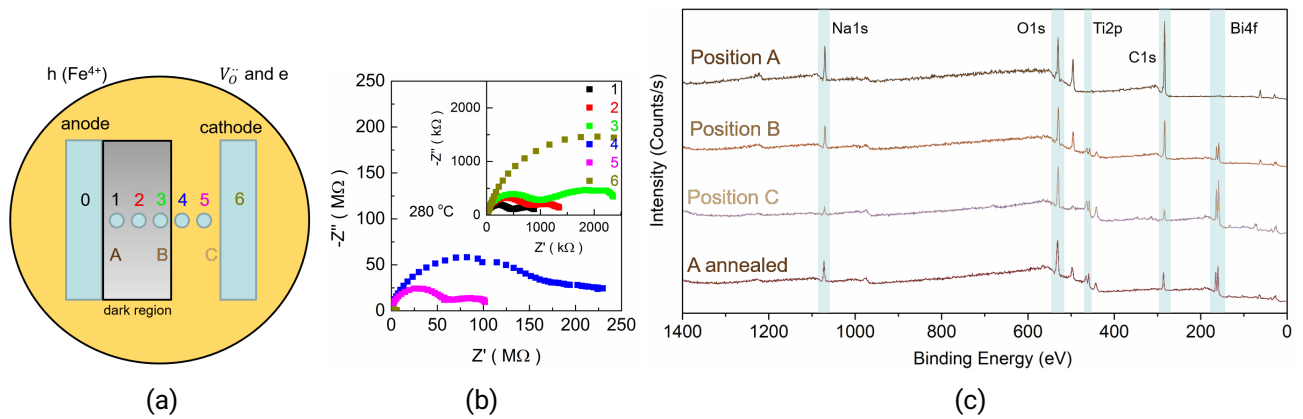 h (Fe⁴⁺)
V_O^¨ and e
anode
cathode
0
1
2
3
4
5
6
A
B
C
dark region
(a)
250
200
150
100
50
0
-Z" ( MΩ )
0
50
100
150
200
250
Z' ( MΩ )
2000
1000
0
-Z" ( kΩ )
0
1000
2000
Z' ( kΩ )
280 °C
1
2
3
4
5
6
(b)
Na1s
O1s
Ti2p
C1s
Bi4f
Position A
Position B
Position C
A annealed
Intensity (Counts/s)
1400
1200
1000
800
600
400
200
0
Binding Energy (eV)
(c)